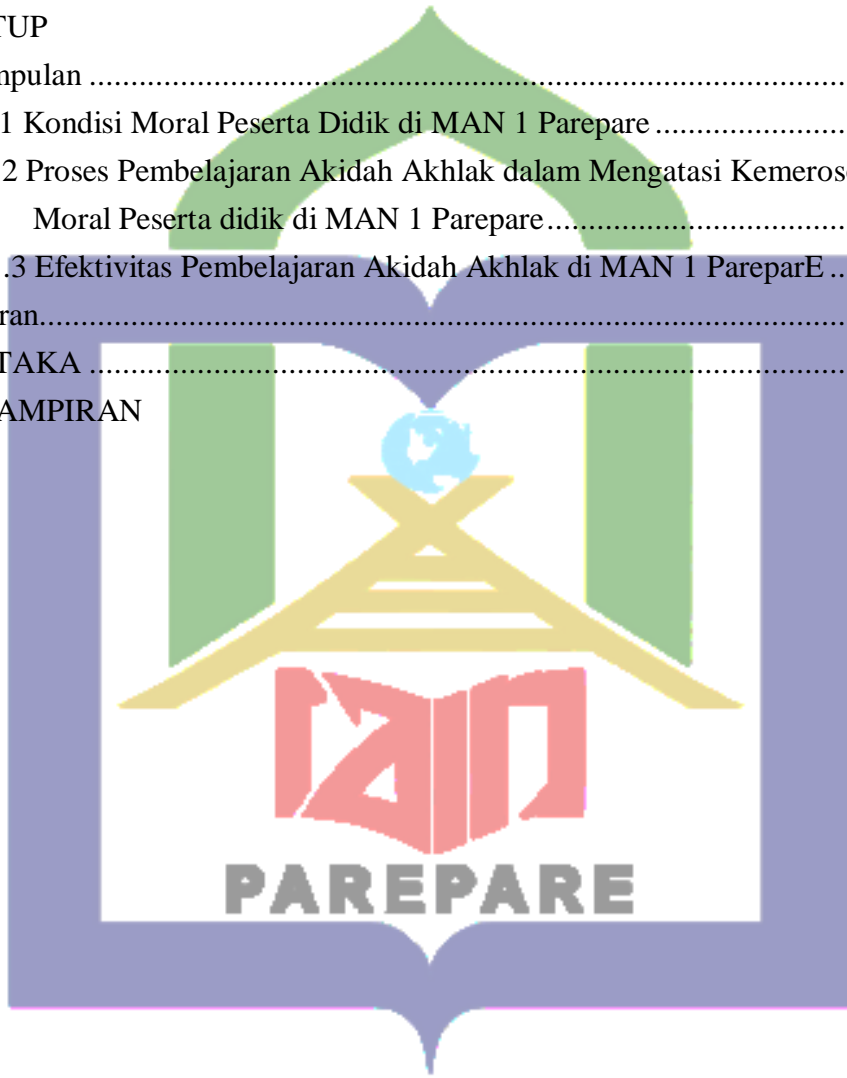 TUP
mpulan
1 Kondisi Moral Peserta Didik di MAN 1 Parepare
2 Proses Pembelajaran Akidah Akhlak dalam Mengatasi Kemeros
Moral Peserta didik di MAN 1 Parepare
.3 Efektivitas Pembelajaran Akidah Akhlak di MAN 1 PareparE
ran
TAKA
AMPIRAN
iain
PAREPARE